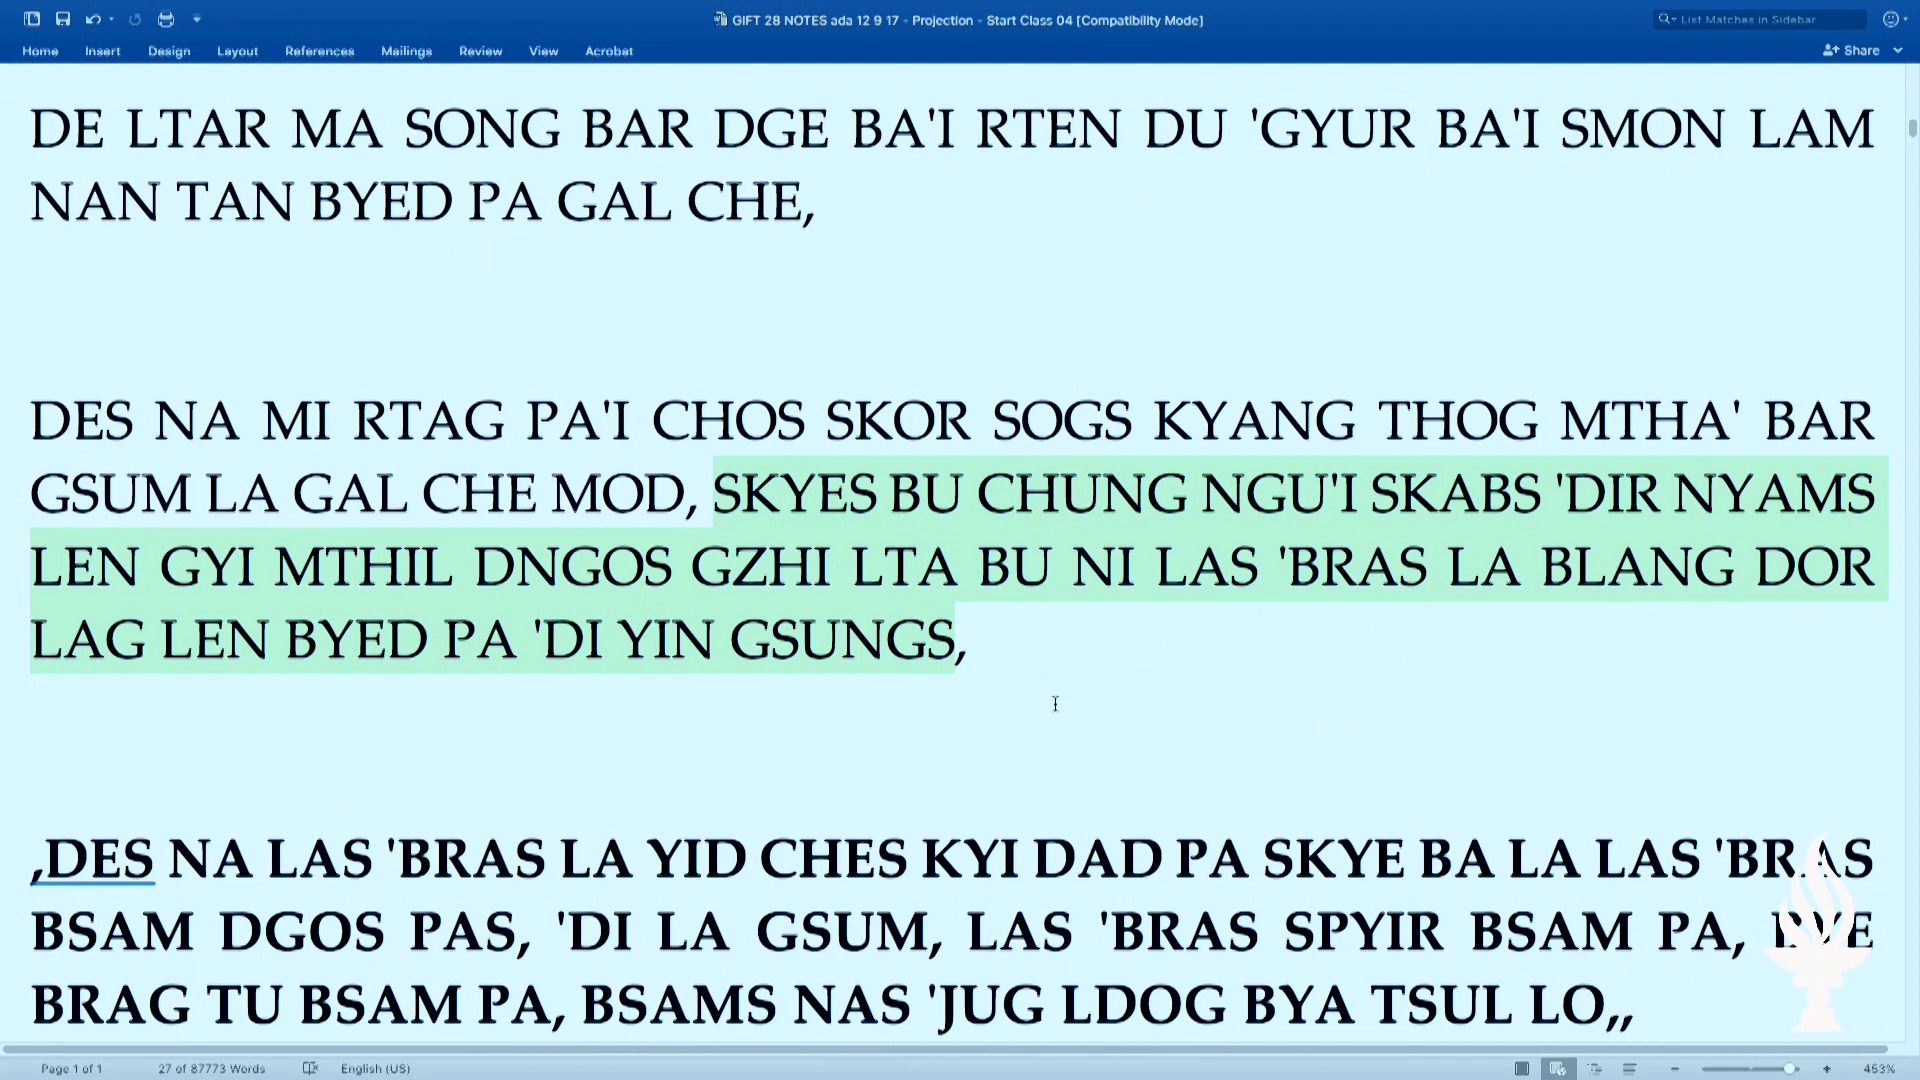 GIFT 28 NOTES ada 12 9 17 - Projection - Start Class 04 [Compatibility Mode]
List Matches in Sidebar
Home Insert Design Layout References Mailings Review View Acrobat Share
DE LTAR MA SONG BAR DGE BA'I RTEN DU 'GYUR BA'I SMON LAM
NAN TAN BYED PA GAL CHE,
DES NA MI RTAG PA'I CHOS SKOR SOGS KYANG THOG MTHA' BAR
GSUM LA GAL CHE MOD, SKYES BU CHUNG NGU'I SKABS 'DIR NYAMS
LEN GYI MTHIL DNGOS GZHI LTA BU NI LAS 'BRAS LA BLANG DOR
LAG LEN BYED PA 'DI YIN GSUNGS,
,DES NA LAS 'BRAS LA YID CHES KYI DAD PA SKYE BA LA LAS 'BRAS
BSAM DGOS PAS, 'DI LA GSUM, LAS 'BRAS SPYIR BSAM PA,
BRAG TU BSAM PA, BSAMS NAS 'JUG LDOG BYA TSUL LO,,
Page 1 of 1 27 of 87773 Words English (US) 453%